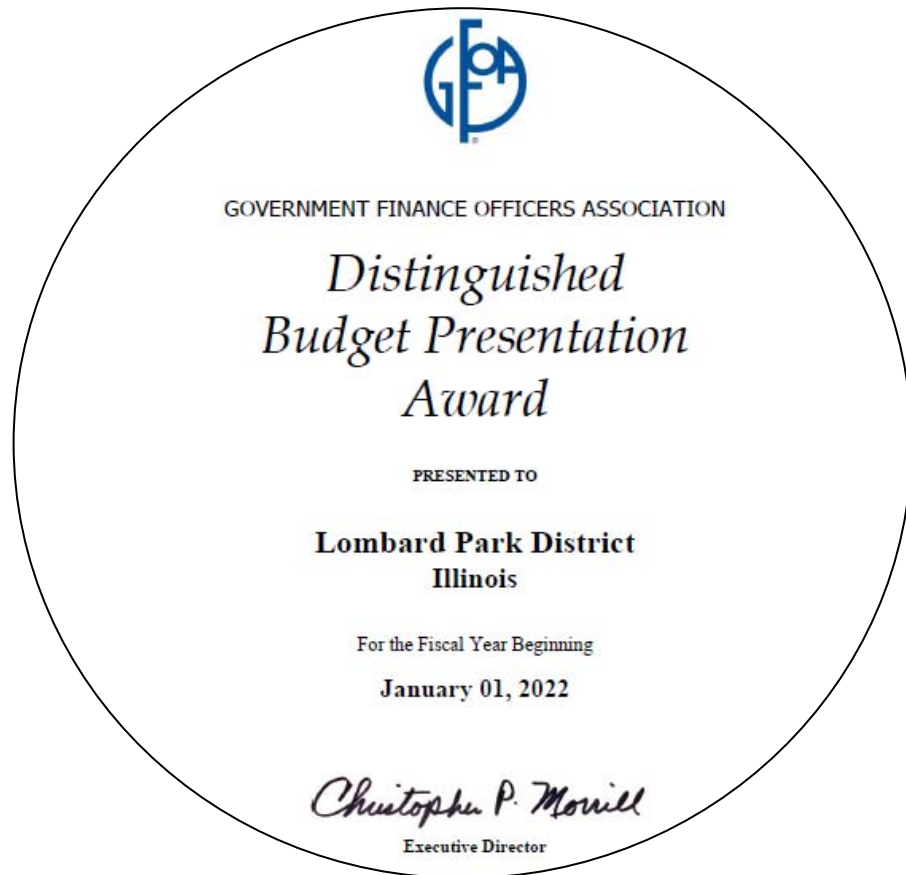 GFOA
GOVERNMENT FINANCE OFFICERS ASSOCIATION
Distinguished
Budget Presentation
Award
PRESENTED TO
Lombard Park District
Illinois
For the Fiscal Year Beginning
January 01, 2022
Christopher P. Morrill
Executive Director